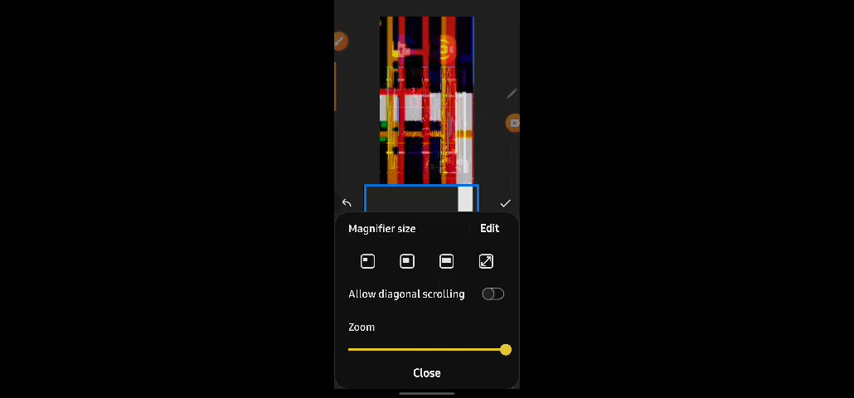 Magnifier size
Edit
Allow diagonal scrolling
Zoom
Close